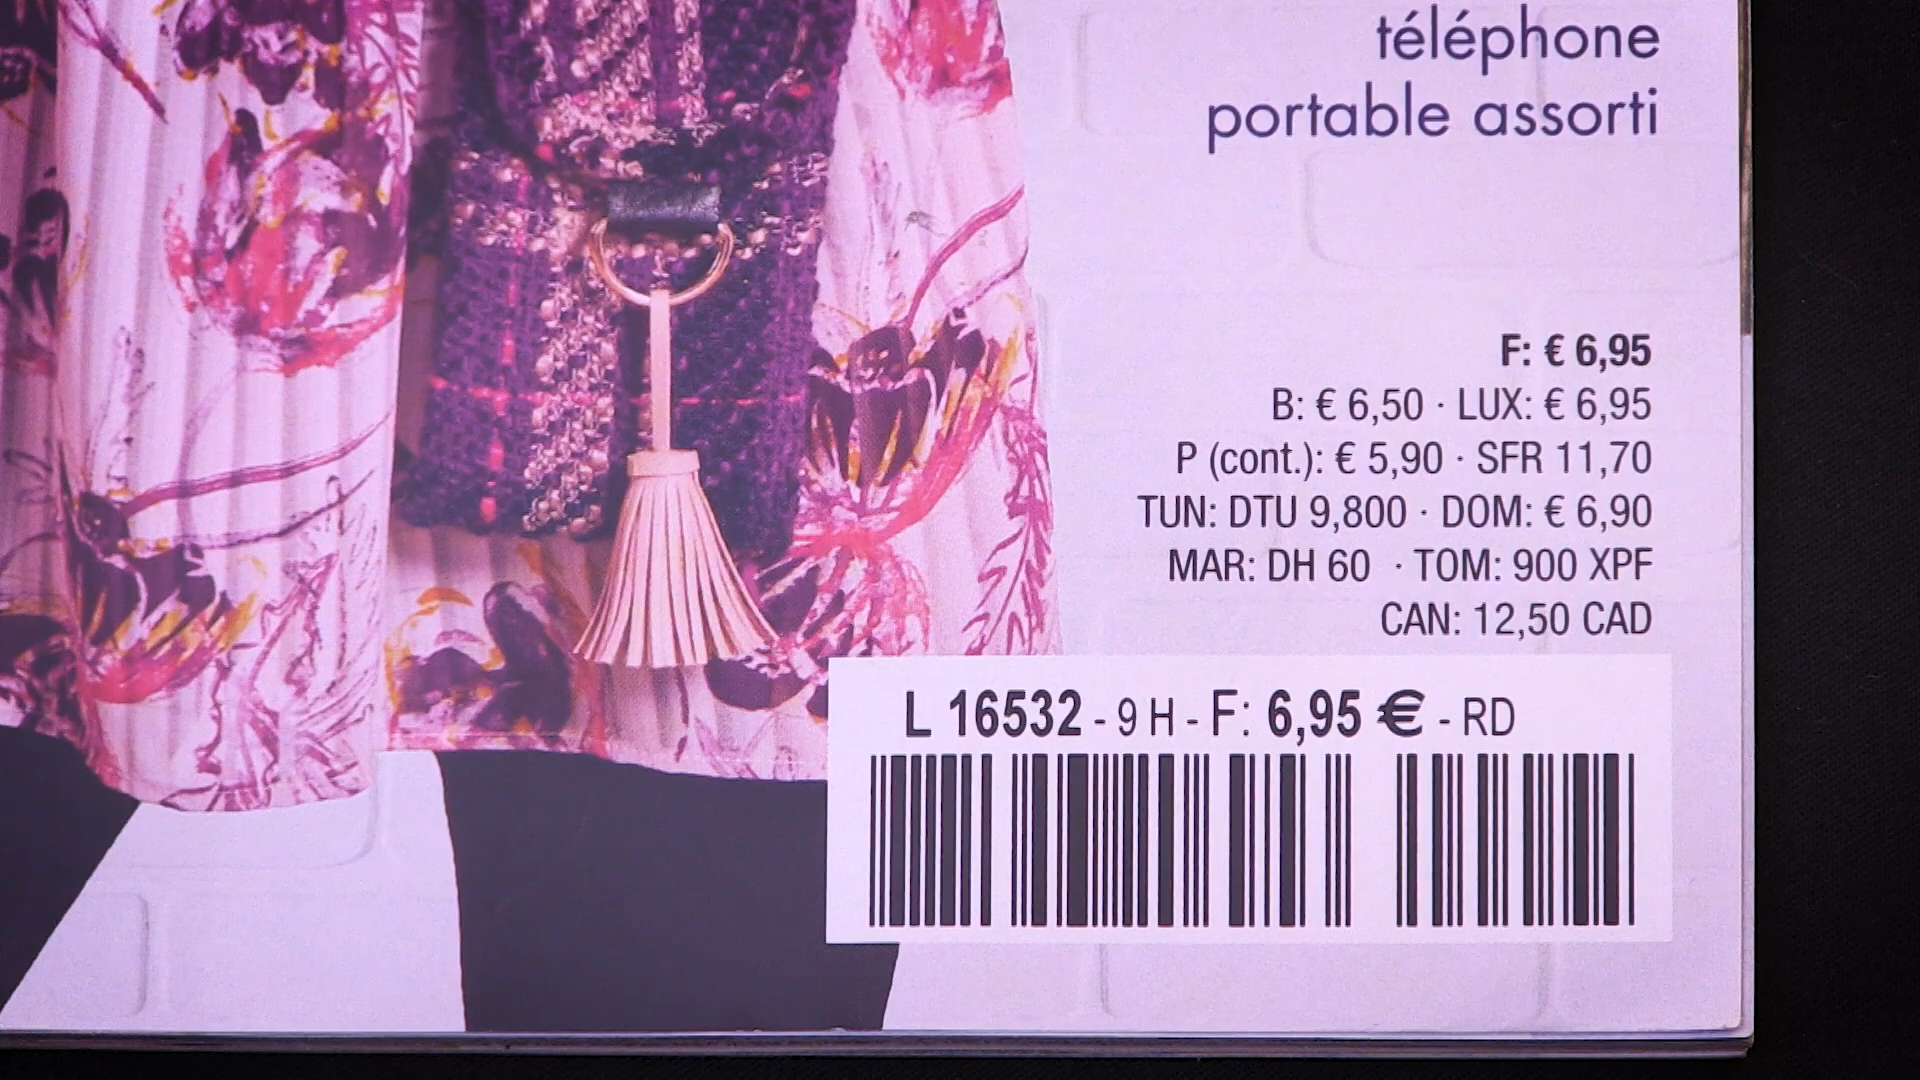 téléphone
portable assorti
F: € 6,95
B: € 6,50 · LUX: € 6,95
P (cont.): € 5,90 · SFR 11,70
TUN: DTU 9,800 · DOM: € 6,90
MAR: DH 60 · TOM: 900 XPF
CAN: 12,50 CAD
L 16532 - 9 H - F: 6,95 € - RD